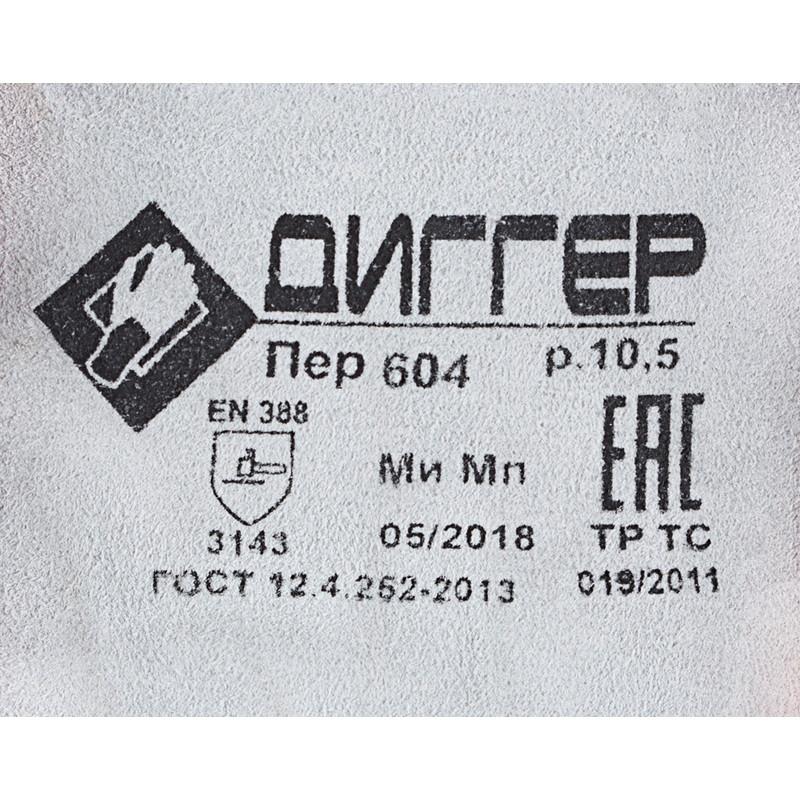 ДИГГЕР
Пер 604 р.10,5
EN 388
EAC
Ми Мп
3143 05/2018 ТР ТС
ГОСТ 12.4.252-2013 019/2011